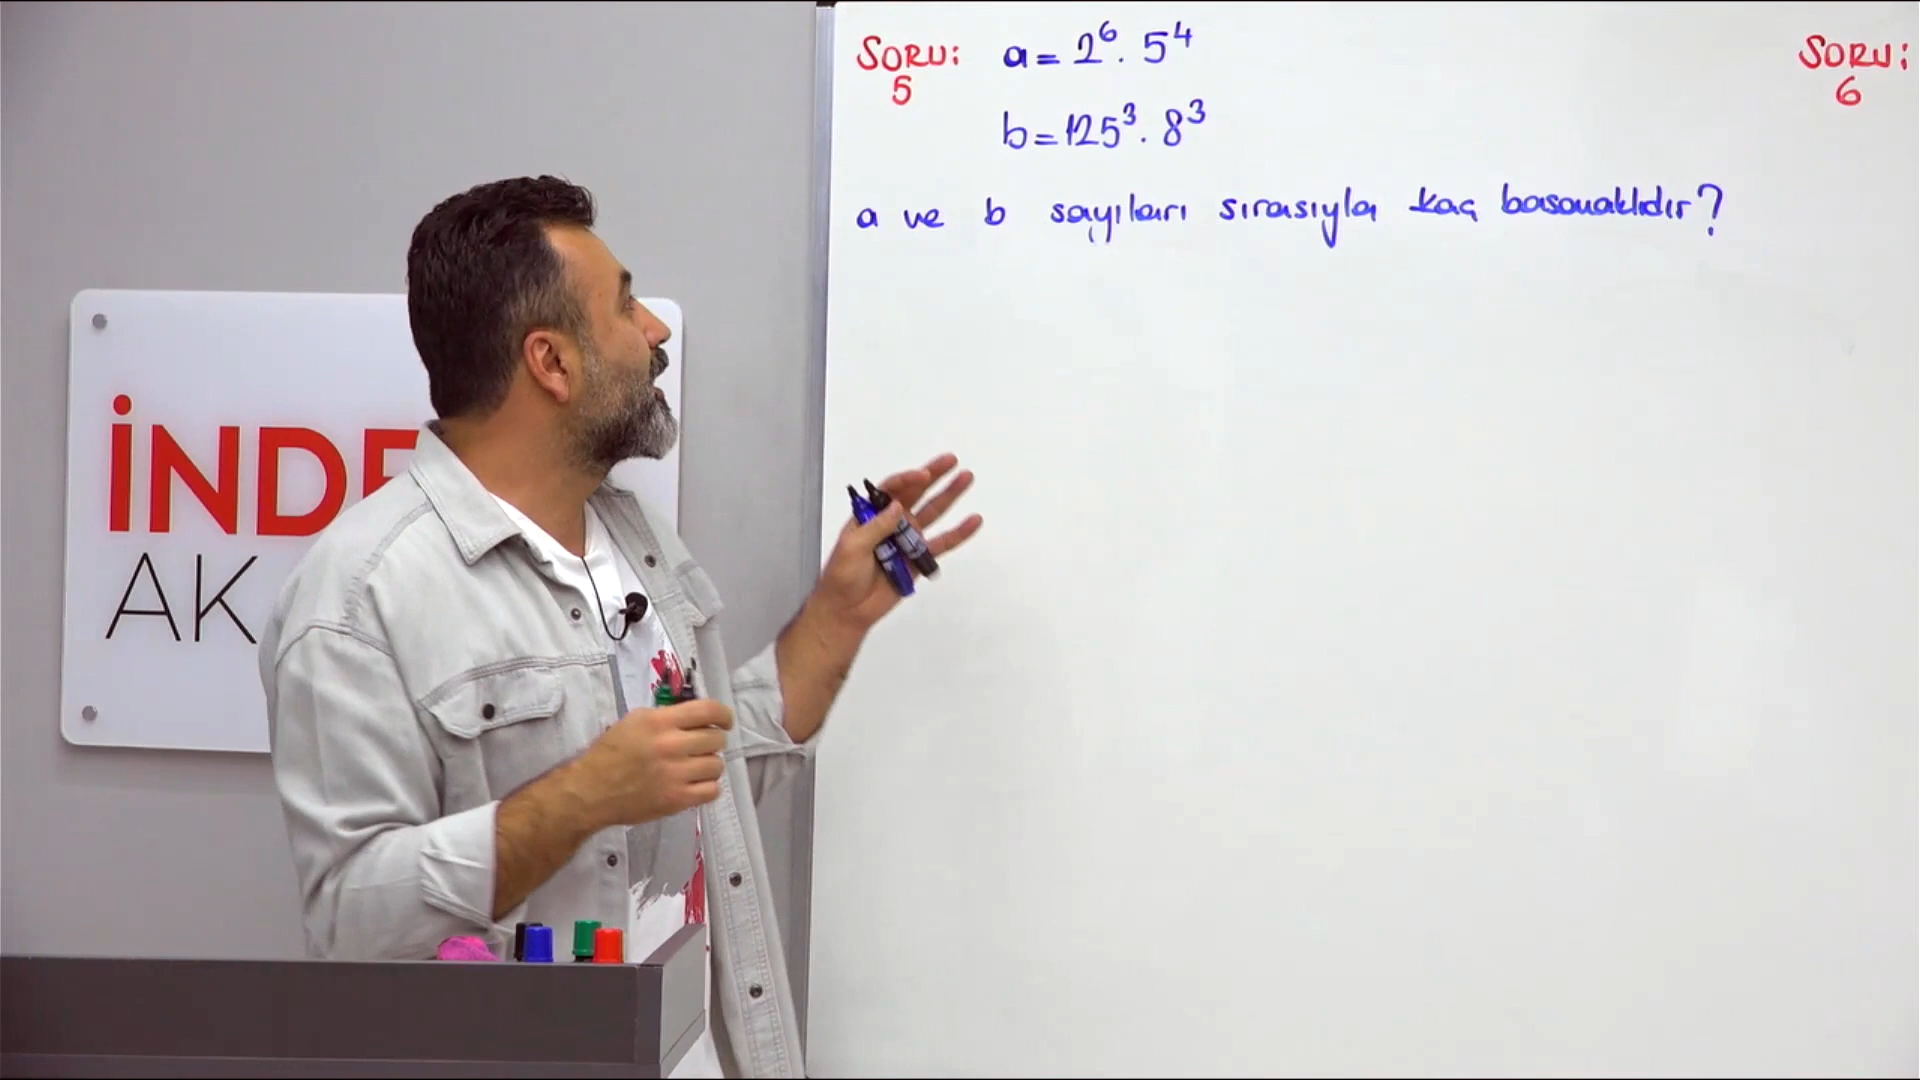 SORU: a = 2⁶ . 5⁴
5
b = 125³ . 8³
a ve b sayıları sırasıyla kaç basamaklıdır?
SORU:
6
İNDE
AK